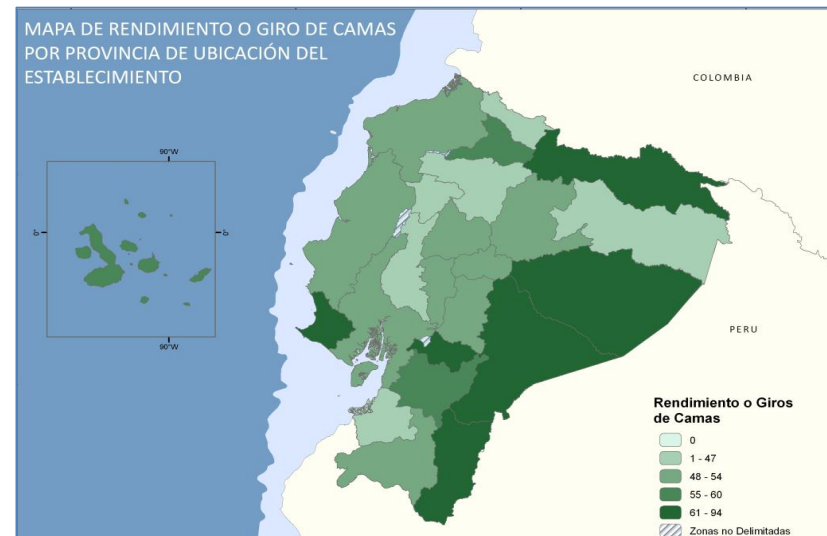 MAPA DE RENDIMIENTO O GIRO DE CAMAS
POR PROVINCIA DE UBICACIÓN DEL
ESTABLECIMIENTO
COLOMBIA
90°W
0°
0°
90°W
PERU
Rendimiento o Giros
de Camas
0
1 - 47
48 - 54
55 - 60
61 - 94
Zonas no Delimitadas